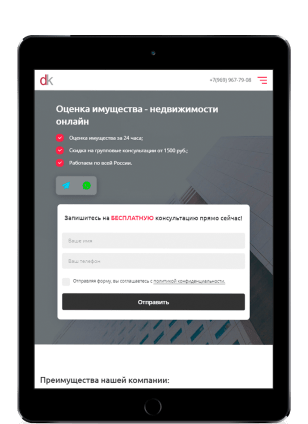 dk
+7(969) 967-79-08
Оценка имущества - недвижимости
онлайн
Оценка имущества за 24 часа;
Скидка на групповые консультации от 1500 руб.;
Работаем по всей России.
Запишитесь на БЕСПЛАТНУЮ консультацию прямо сейчас!
Ваше имя
Ваш телефон
Отправляя форму, вы соглашаетесь с политикой конфиденциальности.
Отправить
Преимущества нашей компании: